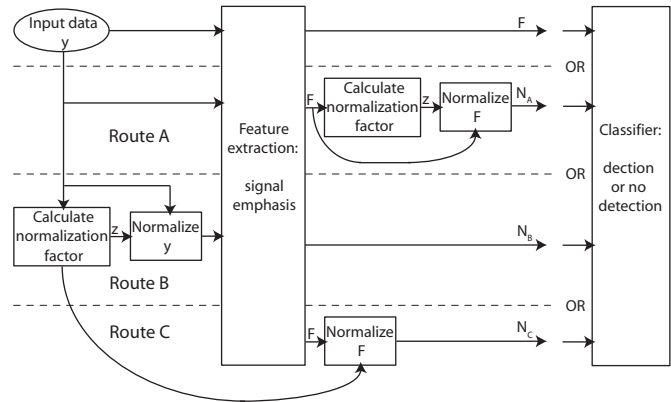 Input data
y
F
OR
Route A
Feature
extraction:
signal
emphasis
F
Calculate
normalization
factor
z
Normalize
F
N_A
Classifier:
dection
or no
detection
OR
Calculate
normalization
factor
z
Normalize
y
N_B
Route B
OR
Route C
F
Normalize
F
N_C